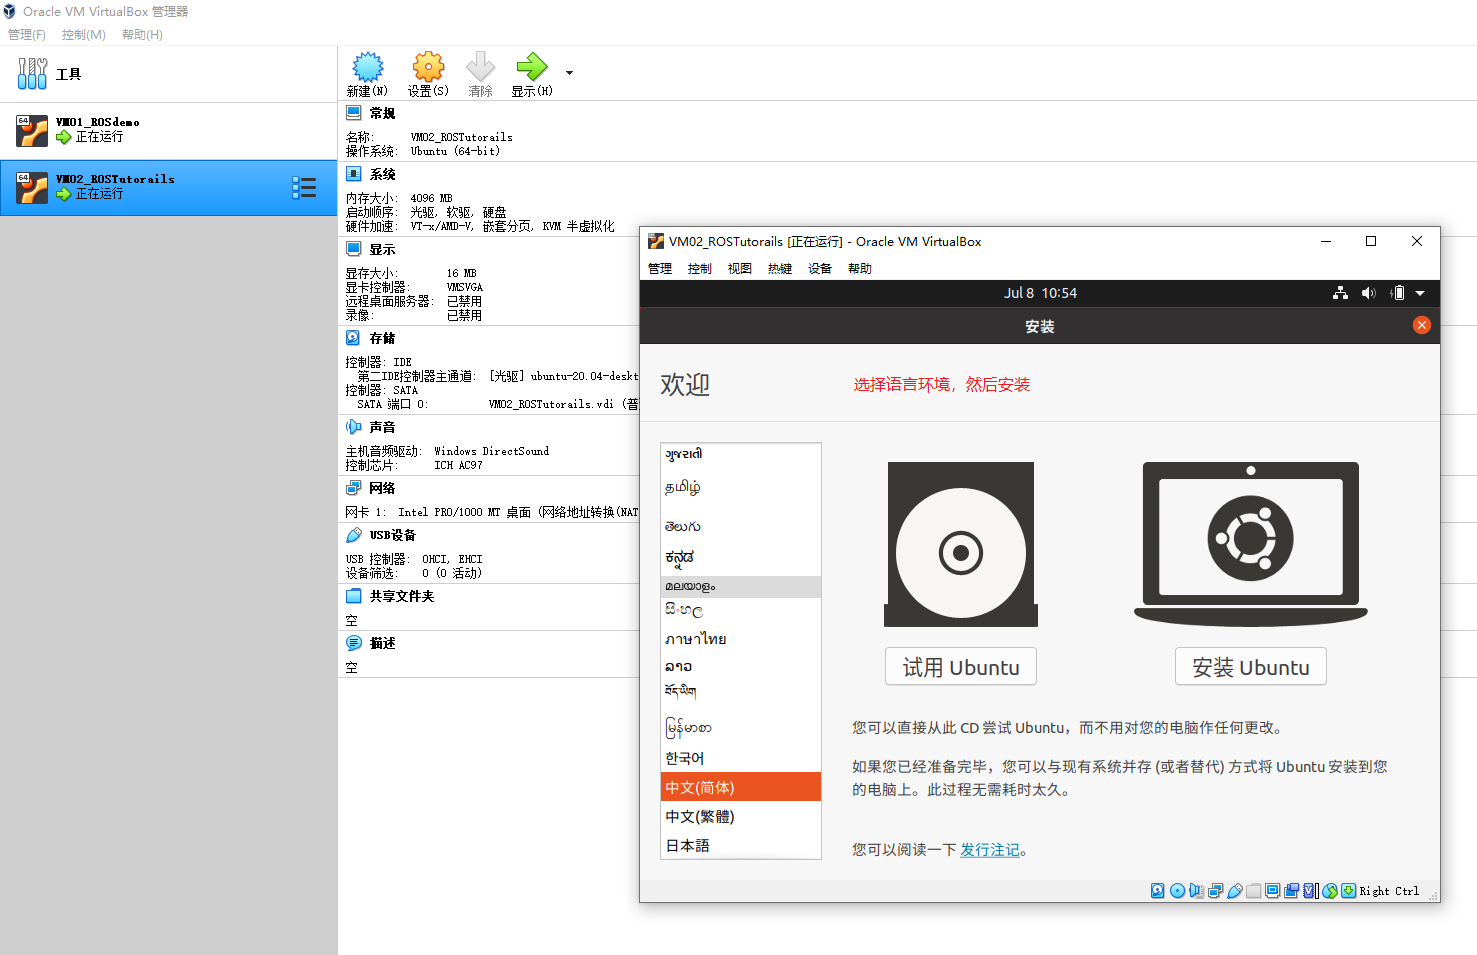 Oracle VM VirtualBox 管理器
管理(F) 控制(M) 帮助(H)
工具
新建(N) 设置(S) 清除 显示(H)
64
VM01_ROSdemo
正在运行
64
VM02_ROSTutorails
正在运行
常规
名称: VM02_ROSTutorails
操作系统: Ubuntu (64-bit)
系统
内存大小: 4096 MB
启动顺序: 光驱, 软驱, 硬盘
硬件加速: VT-x/AMD-V, 嵌套分页, KVM 半虚拟化
显示
显存大小: 16 MB
显卡控制器: VMSVGA
远程桌面服务器: 已禁用
录像: 已禁用
存储
控制器: IDE
第二IDE控制器主通道: [光驱] ubuntu-20.04-deskt
控制器: SATA
SATA 端口 0: VM02_ROSTutorails.vdi (普
声音
主机音频驱动: Windows DirectSound
控制芯片: ICH AC97
网络
网卡 1: Intel PRO/1000 MT 桌面 (网络地址转换(NAT
USB设备
USB 控制器: OHCI, EHCI
设备筛选: 0 (0 活动)
共享文件夹
空
描述
空
VM02_ROSTutorails [正在运行] - Oracle VM VirtualBox
管理 控制 视图 热键 设备 帮助
Jul 8 10:54
安装
欢迎
选择语言环境，然后安装
ગુજરાતી
தமிழ்
తెలుగు
ಕನ್ನಡ
മലയാളം
සිංහල
ภาษาไทย
ລາວ
བོད་ཡིག
မြန်မာစာ
한국어
中文(简体)
中文(繁體)
日本語
试用 Ubuntu
安装 Ubuntu
您可以直接从此 CD 尝试 Ubuntu，而不用对您的电脑作任何更改。
如果您已经准备完毕，您可以与现有系统并存 (或者替代) 方式将 Ubuntu 安装到您
的电脑上。此过程无需耗时太久。
您可以阅读一下 发行注记。
Right Ctrl